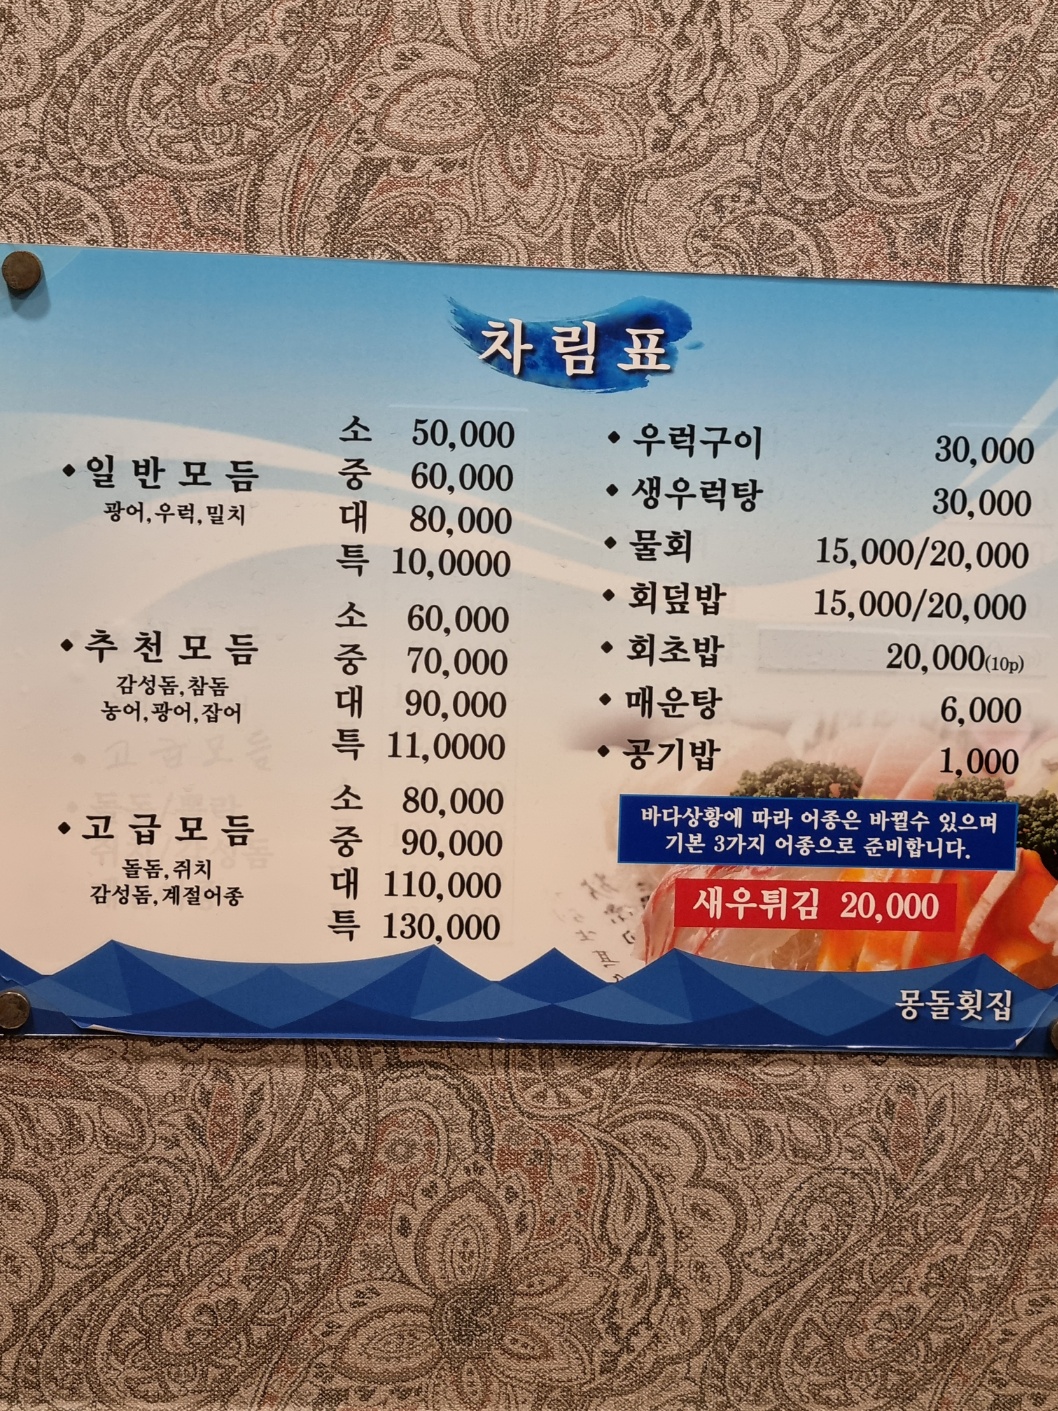 차림표
• 일반모듬
광어,우럭,밀치
소 50,000
중 60,000
대 80,000
특 10,0000
• 추천모듬
감성돔,참돔
농어,광어,잡어
소 60,000
중 70,000
대 90,000
특 11,0000
• 고급모듬
돌돔,쥐치
감성돔,계절어종
소 80,000
중 90,000
대 110,000
특 130,000
• 우럭구이 30,000
• 생우럭탕 30,000
• 물회 15,000/20,000
• 회덮밥 15,000/20,000
• 회초밥 20,000(10p)
• 매운탕 6,000
• 공기밥 1,000
바다상황에 따라 어종은 바뀔수 있으며
기본 3가지 어종으로 준비합니다.
새우튀김 20,000
몽돌횟집